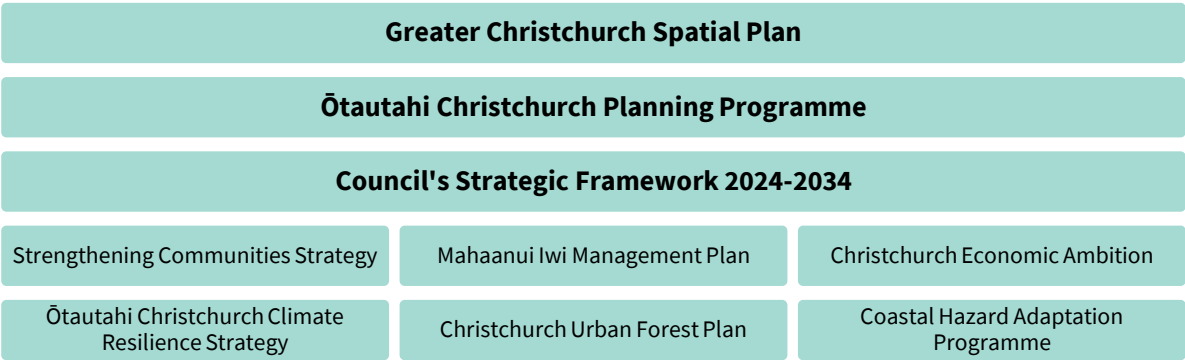 Greater Christchurch Spatial Plan
Ōtautahi Christchurch Planning Programme
Council's Strategic Framework 2024-2034
Strengthening Communities Strategy
Mahaanui Iwi Management Plan
Christchurch Economic Ambition
Ōtautahi Christchurch Climate
Resilience Strategy
Christchurch Urban Forest Plan
Coastal Hazard Adaptation
Programme